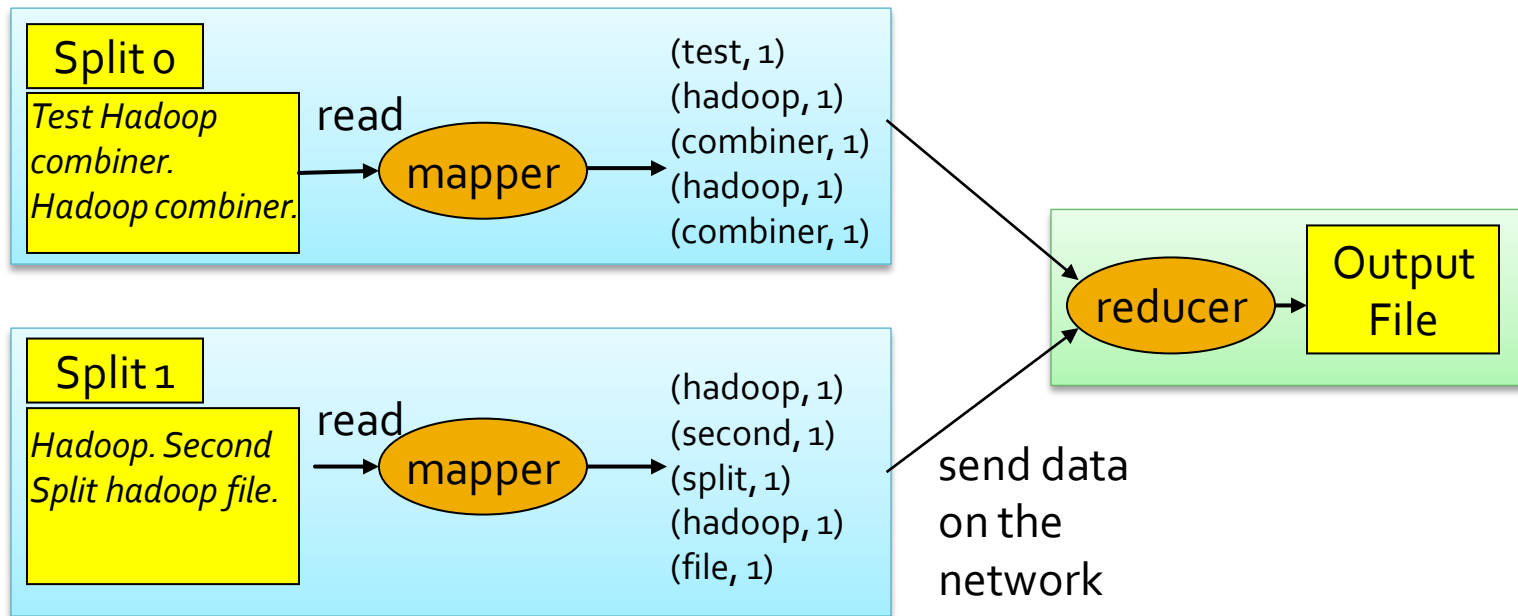 Split 0
Test Hadoop
combiner.
Hadoop combiner.
read
mapper
(test, 1)
(hadoop, 1)
(combiner, 1)
(hadoop, 1)
(combiner, 1)
Split 1
Hadoop. Second
Split hadoop file.
read
mapper
(hadoop, 1)
(second, 1)
(split, 1)
(hadoop, 1)
(file, 1)
send data
on the
network
reducer
Output
File